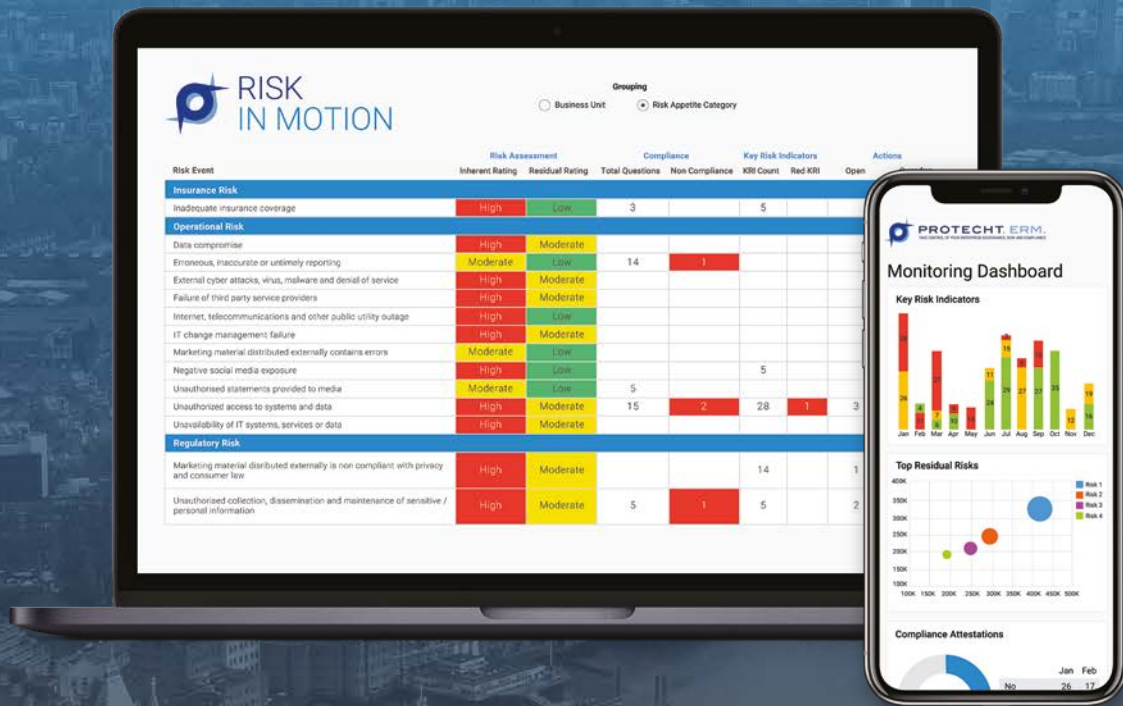 RISK
IN MOTION
Grouping
Business Unit Risk Appetite Category
Risk Assessment Compliance Key Risk Indicators Actions
Risk Event Inherent Rating Residual Rating Total Questions Non Compliance KRI Count Red KRI Open
Insurance Risk
Inadequate insurance coverage High Low 3 5
Operational Risk
Data compromise High Moderate
Erroneous, inaccurate or untimely reporting Moderate Low 14 1
External cyber attacks, virus, malware and denial of service High Moderate
Failure of third party service providers High Moderate
Internet, telecommunications and other public utility outage High Low
IT change management failure High Moderate
Marketing material distributed externally contains errors Moderate Low
Negative social media exposure High Low 5
Unauthorised statements provided to media Moderate Low 5
Unauthorized access to systems and data High Moderate 15 2 28 1 3
Unavailability of IT systems, services or data High Moderate
Regulatory Risk
Marketing material disributed externally is non compliant with privacy
and consumer law High Moderate 14 1
Unauthorised collection, dissemination and maintenance of sensitive /
personal information High Moderate 5 1 5 2
PROTECHT.ERM.
TAKE CONTROL OF YOUR ENTERPRISE GOVERNANCE, RISK AND COMPLIANCE
Monitoring Dashboard
Key Risk Indicators
Jan Feb Mar Apr May Jun Jul Aug Sep Oct Nov Dec
Top Residual Risks
400K
350K
300K
250K
200K
150K
100K
100K 150K 200K 250K 300K 350K 400K 450K 500K
Risk 1
Risk 2
Risk 3
Risk 4
Compliance Attestations
Jan Feb
No 26 17